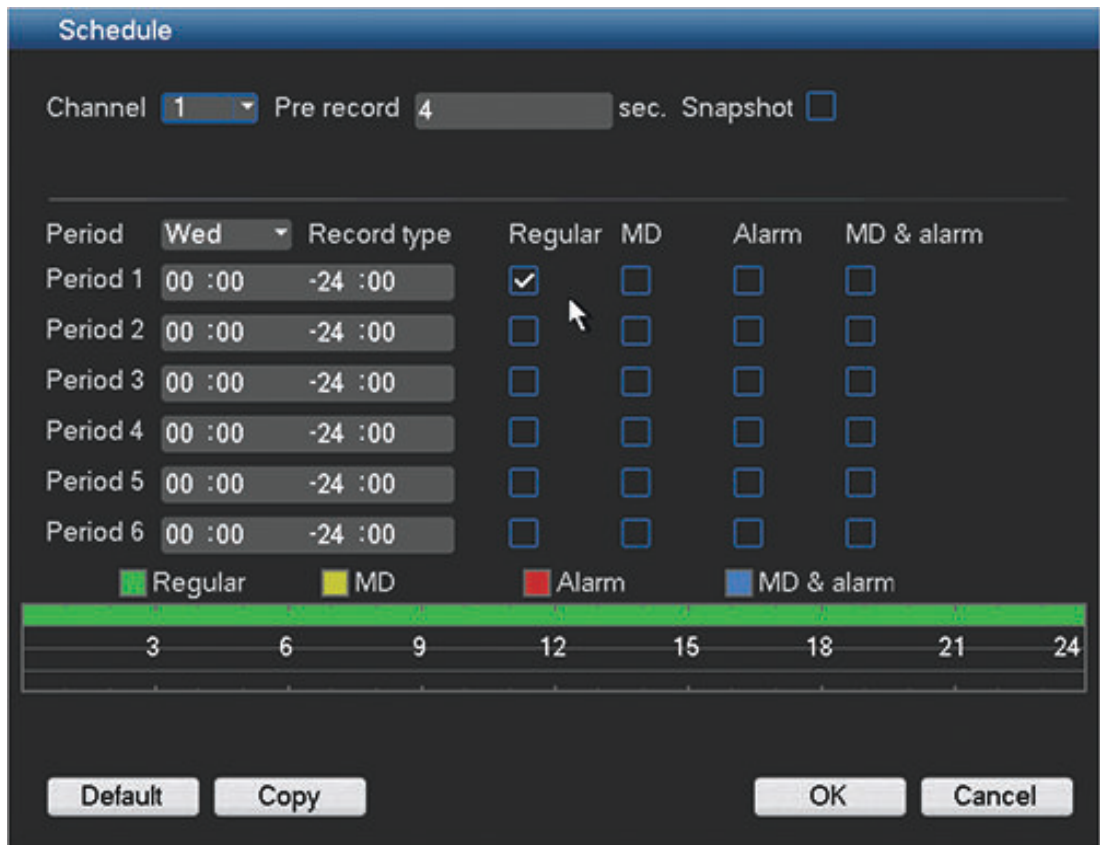 Schedule
Channel 1 Pre record 4 sec. Snapshot
Period Wed Record type Regular MD Alarm MD & alarm
Period 1 00 :00 -24 :00
Period 2 00 :00 -24 :00
Period 3 00 :00 -24 :00
Period 4 00 :00 -24 :00
Period 5 00 :00 -24 :00
Period 6 00 :00 -24 :00
Regular MD Alarm MD & alarm
3 6 9 12 15 18 21 24
Default Copy OK Cancel